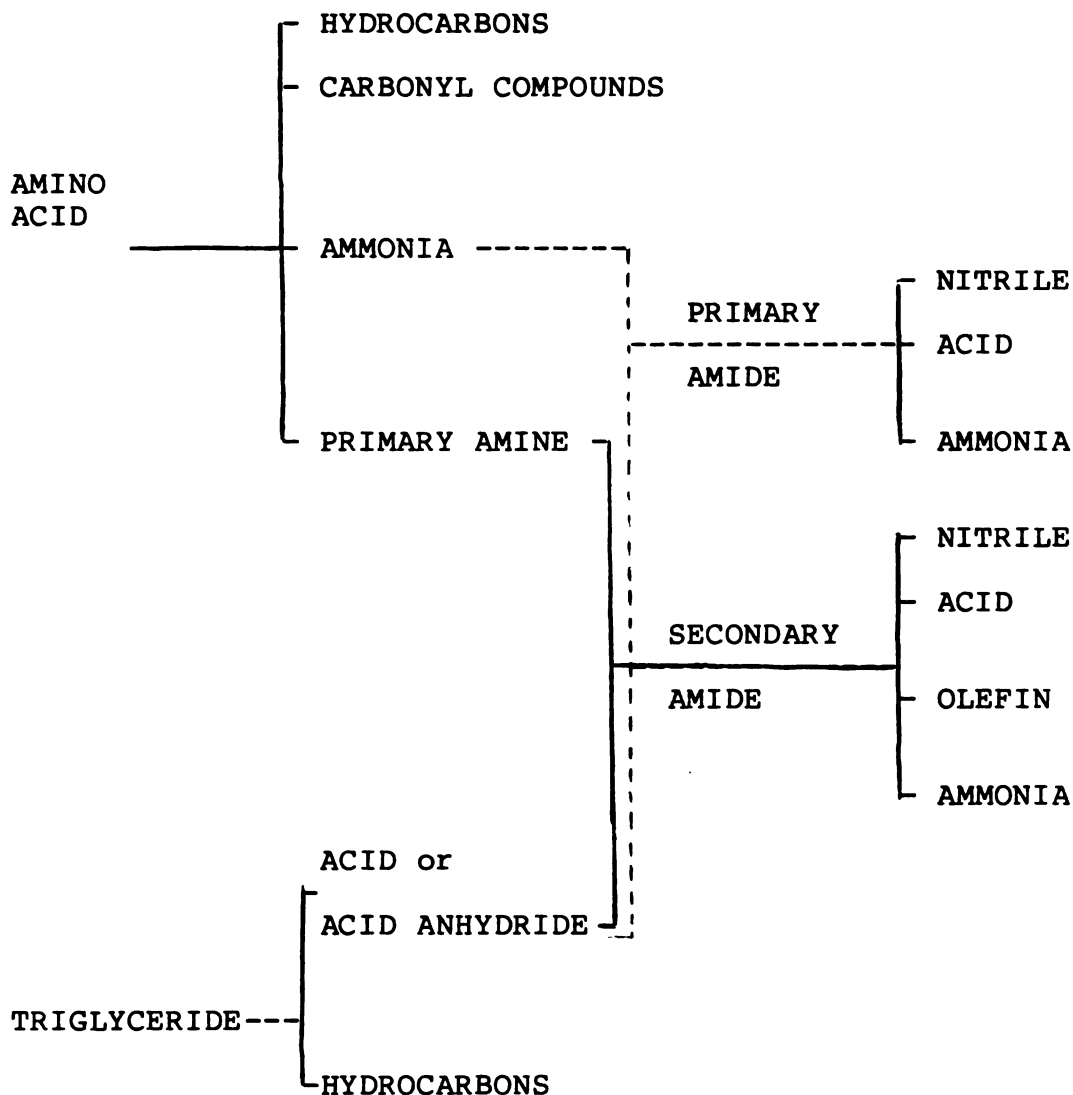 HYDROCARBONS
CARBONYL COMPOUNDS
AMINO
ACID
AMMONIA
PRIMARY AMINE
PRIMARY
AMIDE
NITRILE
ACID
AMMONIA
SECONDARY
AMIDE
NITRILE
ACID
OLEFIN
AMMONIA
ACID or
ACID ANHYDRIDE
TRIGLYCERIDE
HYDROCARBONS